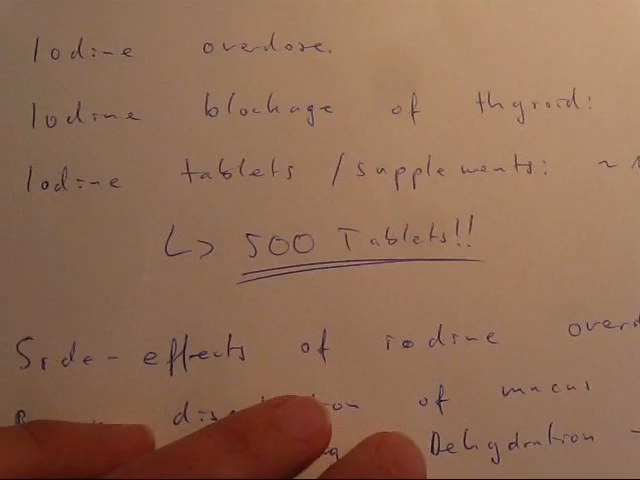 Iodine overdose.
Iodine blockage of thyroid:
Iodine tablets / supplements: ~
↳ 500 Tablets!!
Side-effects of iodine
of mucus
Dehydration